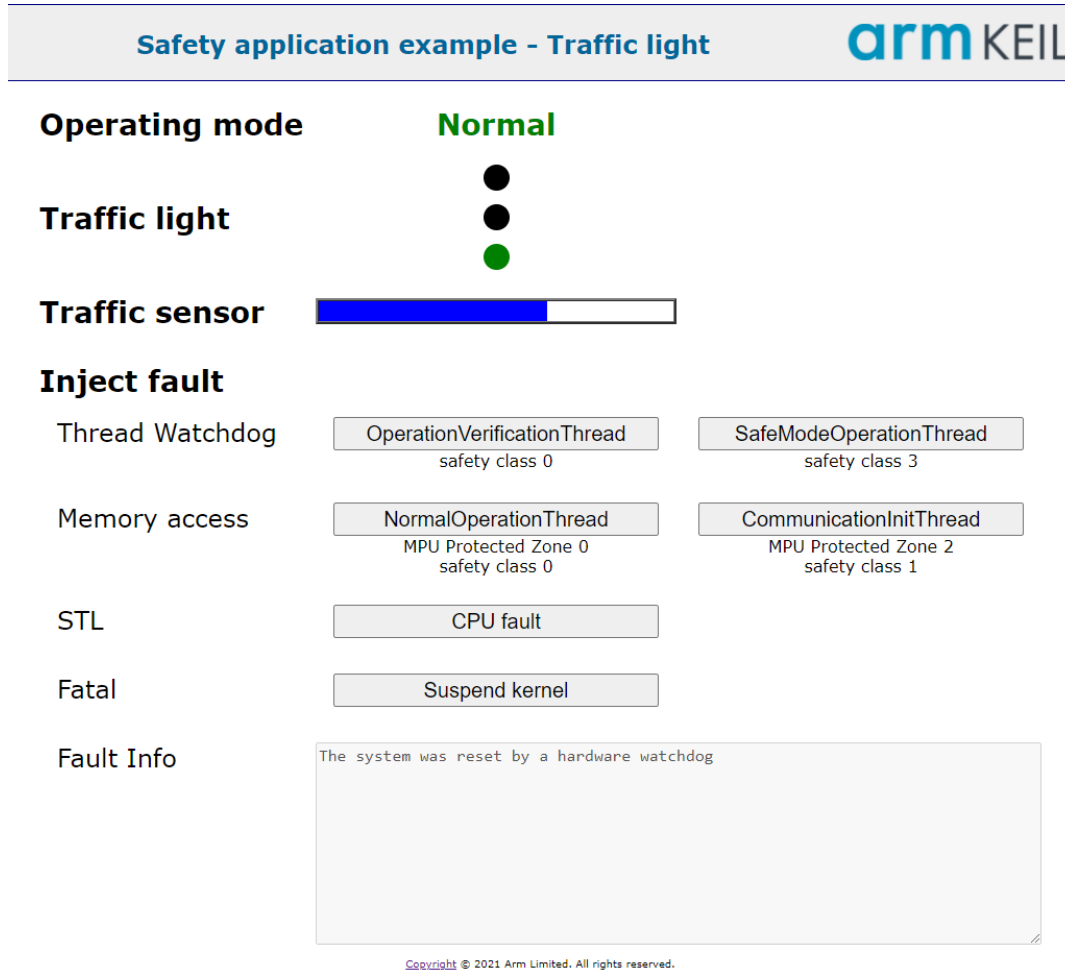 Safety application example - Traffic light
arm KEIL
Operating mode
Normal
Traffic light
Traffic sensor
Inject fault
Thread Watchdog
OperationVerificationThread
SafeModeOperationThread
safety class 0
safety class 3
Memory access
NormalOperationThread
CommunicationInitThread
MPU Protected Zone 0
MPU Protected Zone 2
safety class 0
safety class 1
STL
CPU fault
Fatal
Suspend kernel
Fault Info
The system was reset by a hardware watchdog
Copyright © 2021 Arm Limited. All rights reserved.